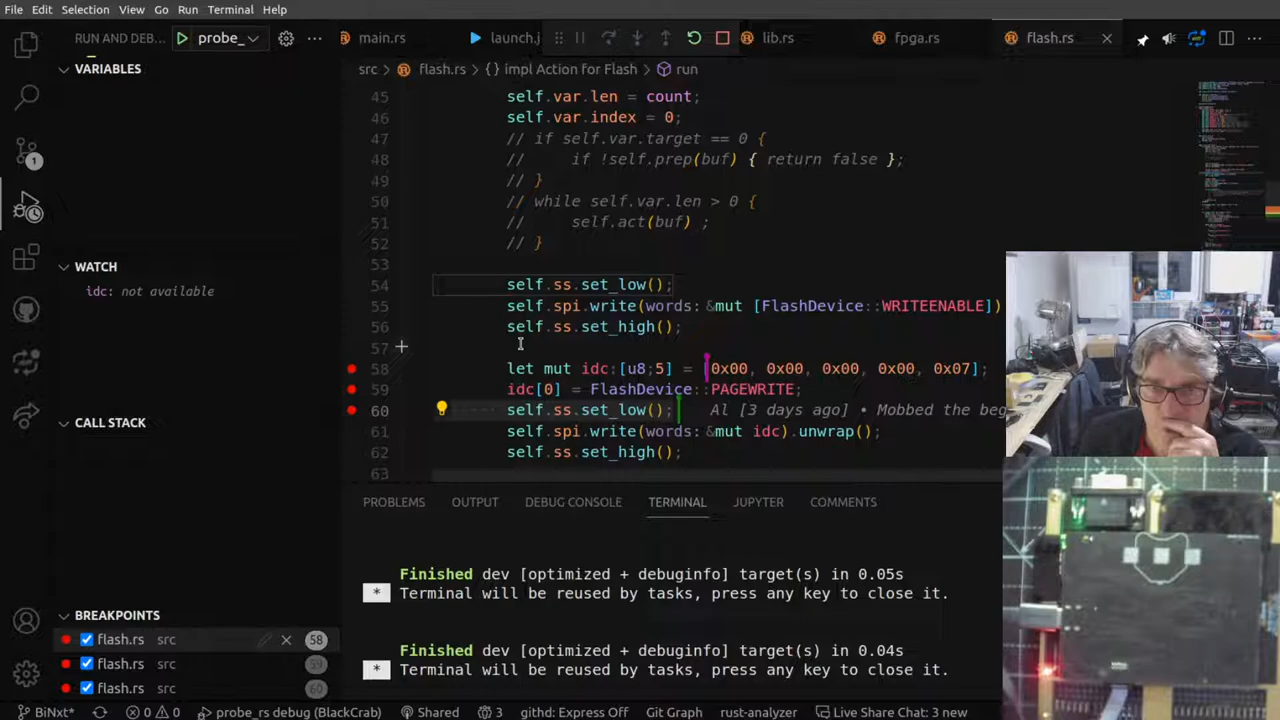 File Edit Selection View Go Run Terminal Help
RUN AND DEB... probe_ ...
main.rs launch.j lib.rs fpga.rs flash.rs
src > flash.rs > {} impl Action for Flash > run
VARIABLES
WATCH
idc: not available
CALL STACK
BREAKPOINTS
flash.rs src 58
flash.rs src 59
flash.rs src 60
45 self.var.len = count;
46 self.var.index = 0;
47 // if self.var.target == 0 {
48 // if !self.prep(buf) { return false };
49 // }
50 // while self.var.len > 0 {
51 // self.act(buf) ;
52 // }
53
54 self.ss.set_low();
55 self.spi.write(words: &mut [FlashDevice::WRITEENABLE])
56 self.ss.set_high();
57
58 let mut idc:[u8;5] = [0x00, 0x00, 0x00, 0x00, 0x07];
59 idc[0] = FlashDevice::PAGEWRITE;
60 self.ss.set_low(); Al [3 days ago] • Mobbed the beg
61 self.spi.write(words: &mut idc).unwrap();
62 self.ss.set_high();
63
PROBLEMS OUTPUT DEBUG CONSOLE TERMINAL JUPYTER COMMENTS
Finished dev [optimized + debuginfo] target(s) in 0.05s
* Terminal will be reused by tasks, press any key to close it.
Finished dev [optimized + debuginfo] target(s) in 0.04s
* Terminal will be reused by tasks, press any key to close it.
1
BiNxt* 0 0 probe_rs debug (BlackCrab) Shared 3 githd: Express Off Git Graph rust-analyzer Live Share Chat: 3 new